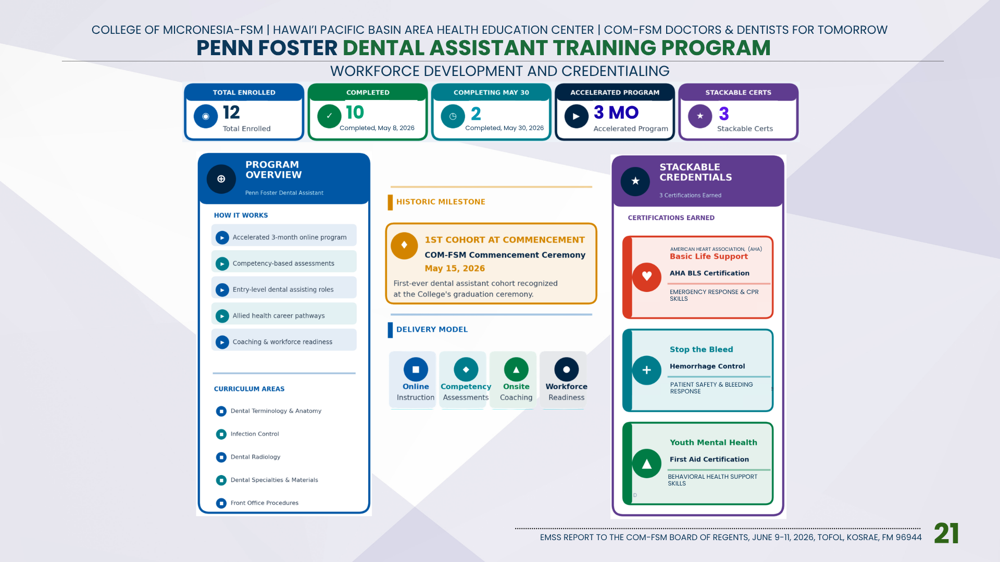 COLLEGE OF MICRONESIA-FSM | HAWAI'I PACIFIC BASIN AREA HEALTH EDUCATION CENTER | COM-FSM DOCTORS & DENTISTS FOR TOMORROW
PENN FOSTER DENTAL ASSISTANT TRAINING PROGRAM
WORKFORCE DEVELOPMENT AND CREDENTIALING
TOTAL ENROLLED
12
Total Enrolled
COMPLETED
10
Completed, May 8, 2026
COMPLETING MAY 30
2
Completed, May 30, 2026
ACCELERATED PROGRAM
3 MO
Accelerated Program
STACKABLE CERTS
3
Stackable Certs
PROGRAM
OVERVIEW
Penn Foster Dental Assistant
HOW IT WORKS
Accelerated 3-month online program
Competency-based assessments
Entry-level dental assisting roles
Allied health career pathways
Coaching & workforce readiness
CURRICULUM AREAS
Dental Terminology & Anatomy
Infection Control
Dental Radiology
Dental Specialties & Materials
Front Office Procedures
HISTORIC MILESTONE
1ST COHORT AT COMMENCEMENT
COM-FSM Commencement Ceremony
May 15, 2026
First-ever dental assistant cohort recognized
at the College's graduation ceremony.
DELIVERY MODEL
Online
Instruction
Competency
Assessments
Onsite
Coaching
Workforce
Readiness
STACKABLE
CREDENTIALS
3 Certifications Earned
CERTIFICATIONS EARNED
AMERICAN HEART ASSOCIATION, (AHA)
Basic Life Support
AHA BLS Certification
EMERGENCY RESPONSE & CPR
SKILLS
Stop the Bleed
Hemorrhage Control
PATIENT SAFETY & BLEEDING
RESPONSE
Youth Mental Health
First Aid Certification
BEHAVIORAL HEALTH SUPPORT
SKILLS
D
EMSS REPORT TO THE COM-FSM BOARD OF REGENTS, JUNE 9-11, 2026, TOFOL, KOSRAE, FM 96944
21